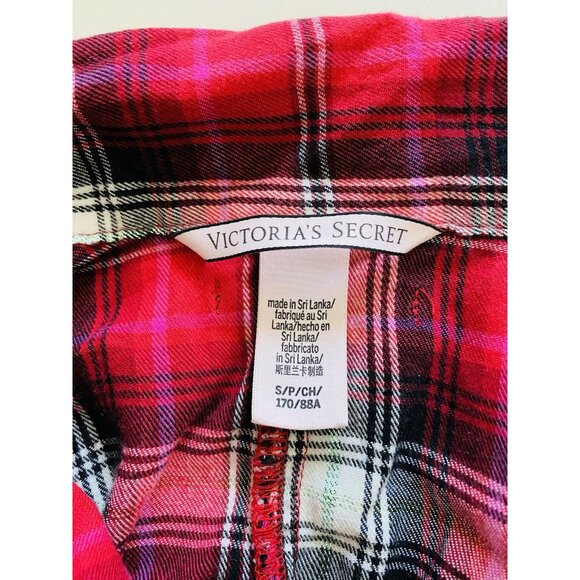 VICTORIA'S SECRET
made in Sri Lanka/
fabriqué au Sri
Lanka/hecho en
Sri Lanka/
fabbricato
in Sri Lanka/
斯里兰卡制造
S/P/CH/
170/88A